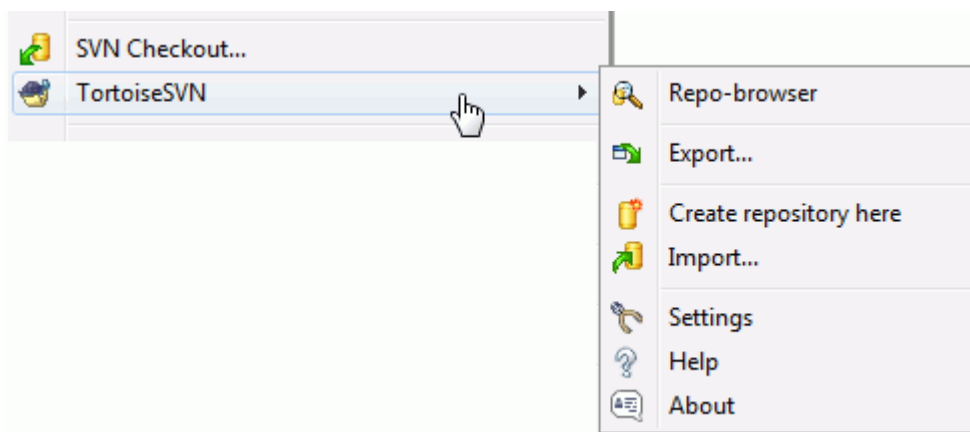 SVN Checkout...
TortoiseSVN
Repo-browser
Export...
Create repository here
Import...
Settings
Help
About